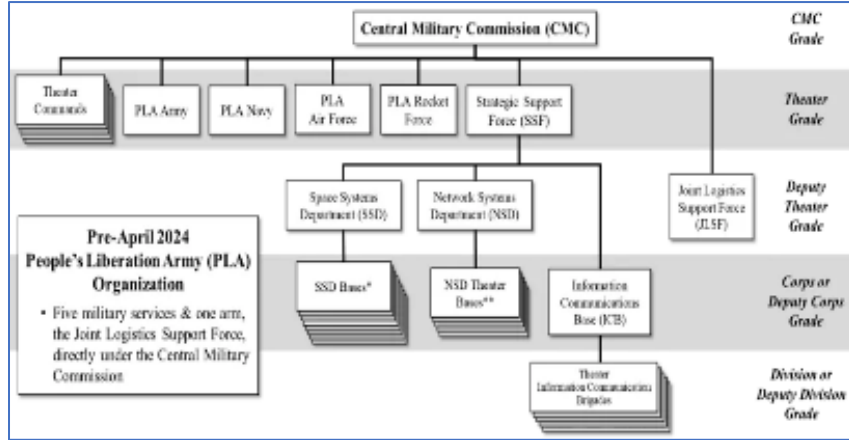 Central Military Commission (CMC)
CMC
Grade
Theater
Commands
PLA Army
PLA Navy
PLA
Air Force
PLA Rocket
Force
Strategic Support
Force (SSF)
Theater
Grade
Space Systems
Department (SSD)
Network Systems
Department (NSD)
Joint Logistics
Support Force
(JLSF)
Deputy
Theater
Grade
Pre-April 2024
People's Liberation Army (PLA)
Organization
• Five military services & one arm,
the Joint Logistics Support Force,
directly under the Central Military
Commission
SSD Bases*
NSD Theater
Bases**
Information
Communications
Base (ICB)
Corps or
Deputy Corps
Grade
Theater
Information Communication
Brigades
Division or
Deputy Division
Grade